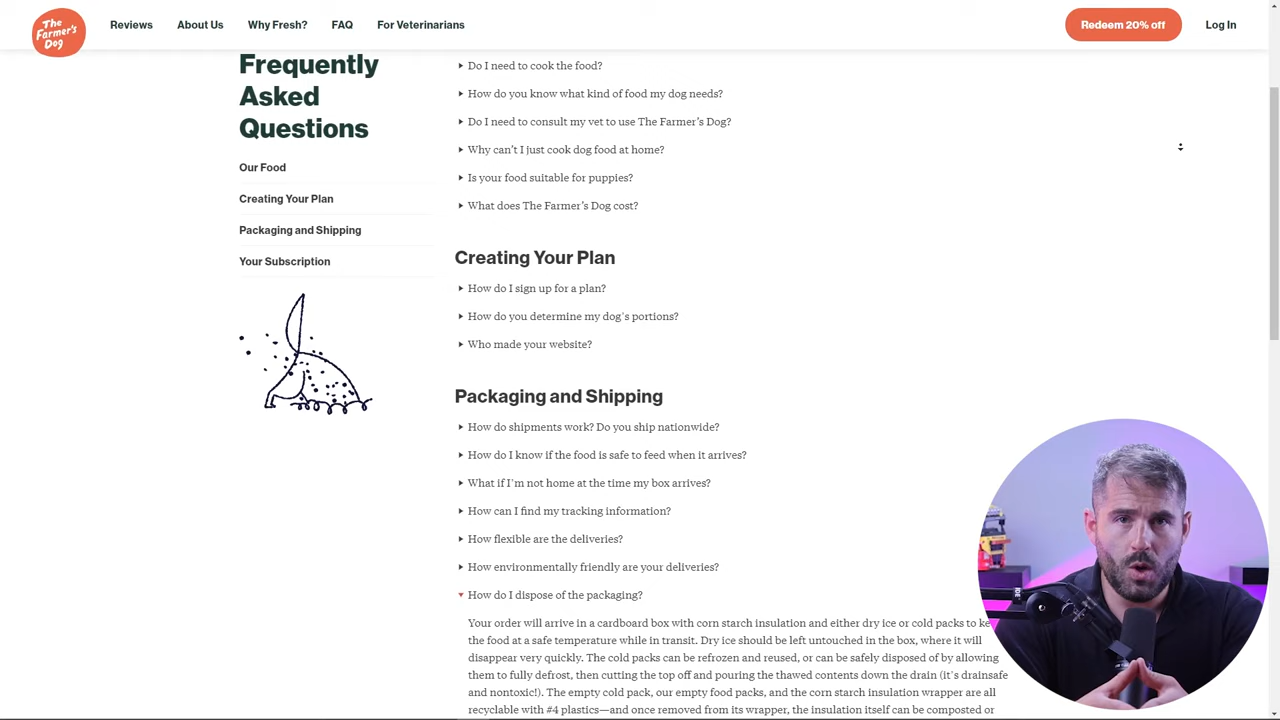 The
Farmer's
Dog
Reviews
About Us
Why Fresh?
FAQ
For Veterinarians
Redeem 20% off
Log In
Frequently
Asked
Questions
Our Food
Creating Your Plan
Packaging and Shipping
Your Subscription
Do I need to cook the food?
How do you know what kind of food my dog needs?
Do I need to consult my vet to use The Farmer’s Dog?
Why can’t I just cook dog food at home?
Is your food suitable for puppies?
What does The Farmer’s Dog cost?
Creating Your Plan
How do I sign up for a plan?
How do you determine my dog's portions?
Who made your website?
Packaging and Shipping
How do shipments work? Do you ship nationwide?
How do I know if the food is safe to feed when it arrives?
What if I'm not home at the time my box arrives?
How can I find my tracking information?
How flexible are the deliveries?
How environmentally friendly are your deliveries?
How do I dispose of the packaging?
Your order will arrive in a cardboard box with corn starch insulation and either dry ice or cold packs to
the food at a safe temperature while in transit. Dry ice should be left untouched in the box, where it will
disappear very quickly. The cold packs can be refrozen and reused, or can be safely disposed of by allowing
them to fully defrost, then cutting the top off and pouring the thawed contents down the drain (it's drainsafe
and nontoxic!). The empty cold pack, our empty food packs, and the corn starch insulation wrapper are all
recyclable with #4 plastics—and once removed from its wrapper, the insulation itself can be composted or